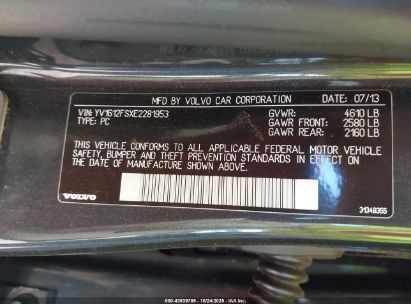 MFD BY VOLVO CAR CORPORATION DATE: 07/13
VIN: YV1612FSXE2281953 GVWR: 4610 LB
TYPE: PC GAWR FRONT: 2580 LB
GAWR REAR: 2160 LB
THIS VEHICLE CONFORMS TO ALL APPLICABLE FEDERAL MOTOR VEHICLE
SAFETY, BUMPER AND THEFT PREVENTION STANDARDS IN EFFECT ON THE
DATE OF MANUFACTURE SHOWN ABOVE.
VOLVO 31349355